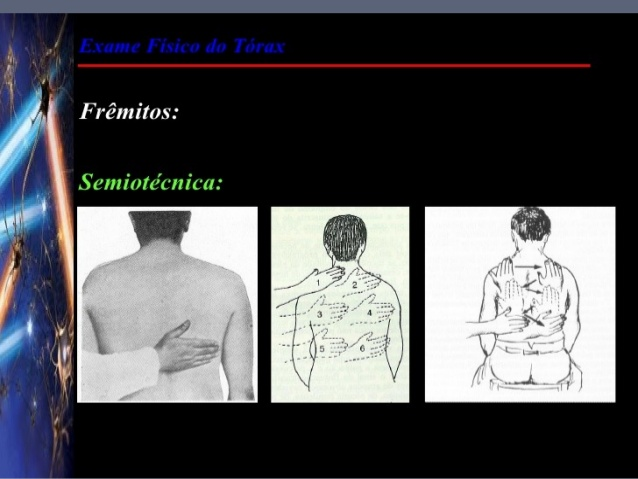 Exame Físico do Tórax
Frêmitos:
Semiotécnica:
1 2
3 4
5 6